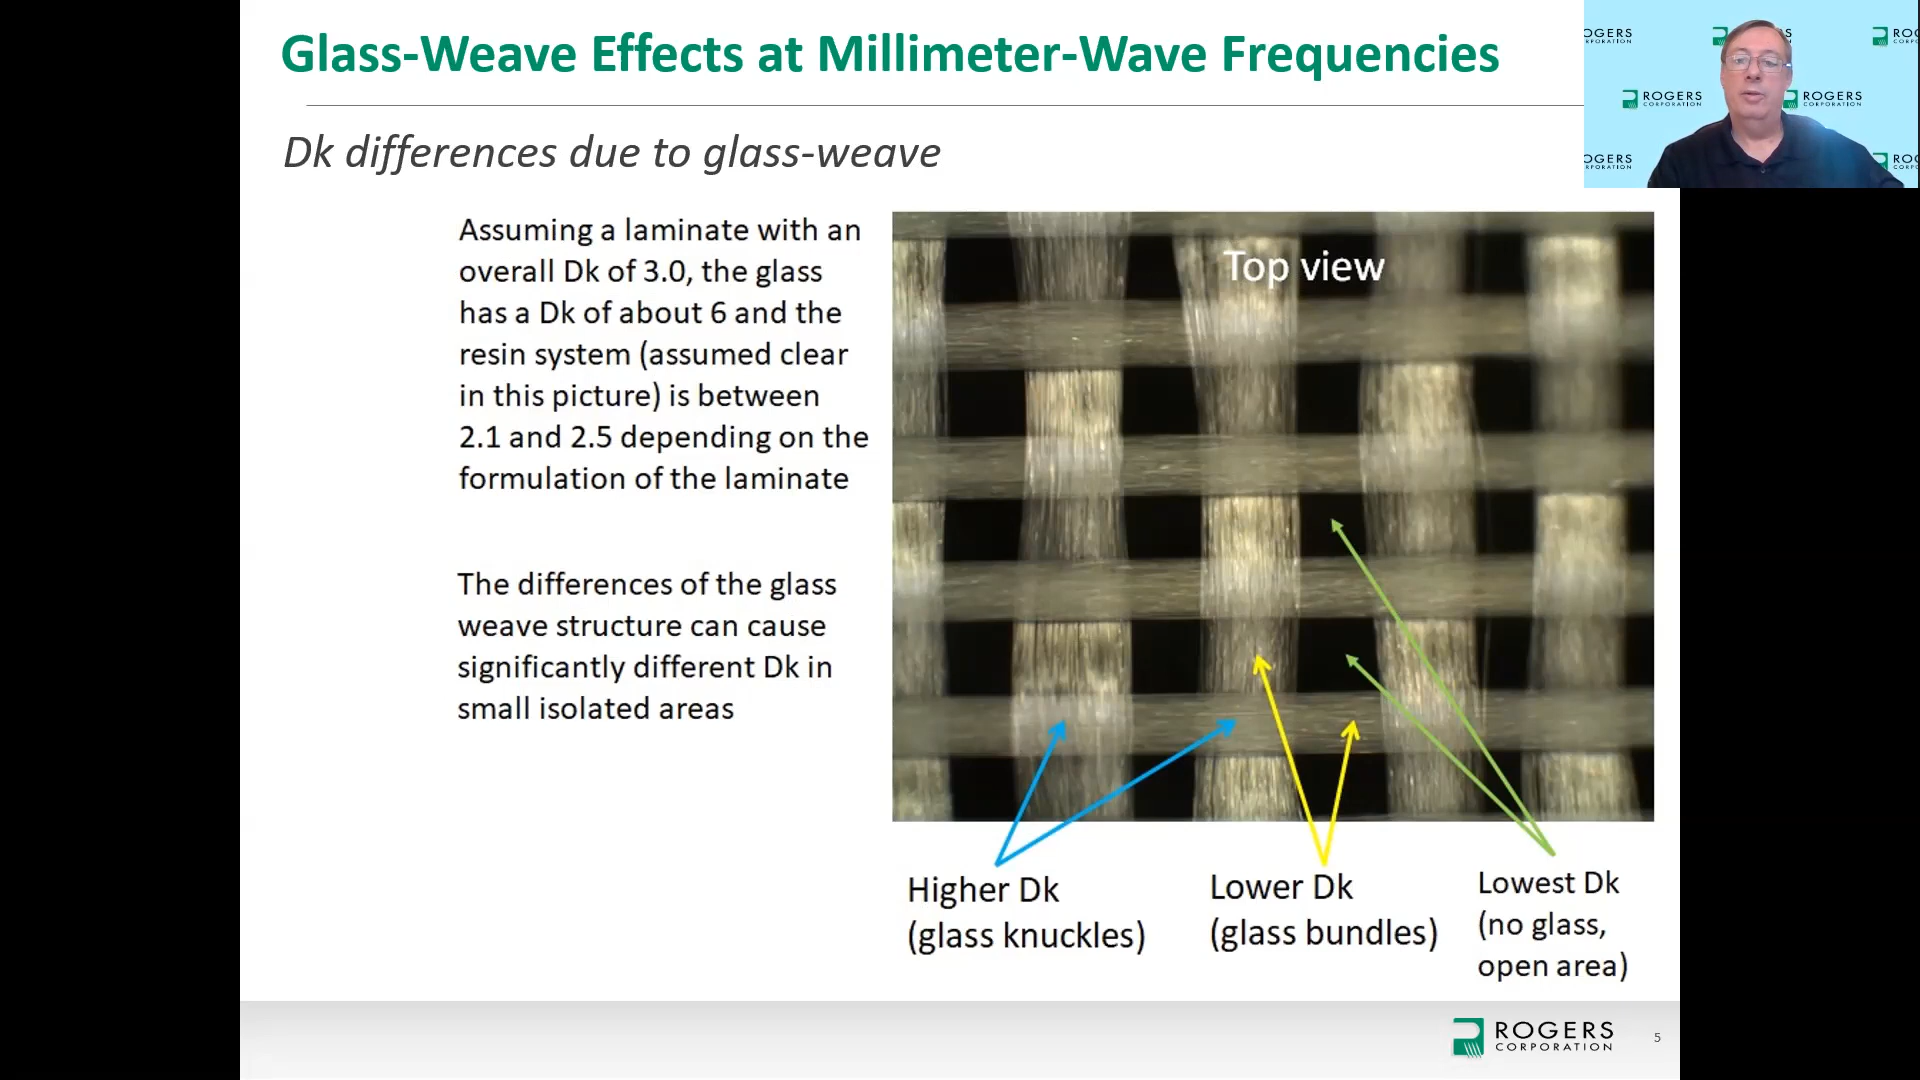 Glass-Weave Effects at Millimeter-Wave Frequencies
Dk differences due to glass-weave
Assuming a laminate with an
overall Dk of 3.0, the glass
has a Dk of about 6 and the
resin system (assumed clear
in this picture) is between
2.1 and 2.5 depending on the
formulation of the laminate
The differences of the glass
weave structure can cause
significantly different Dk in
small isolated areas
Top view
Higher Dk
(glass knuckles)
Lower Dk
(glass bundles)
Lowest Dk
(no glass,
open area)
ROGERS
CORPORATION
5
OGERS
RPORATION
ROGERS
CORPORATION
ROGERS
CORPORATION
OGERS
RPORATION